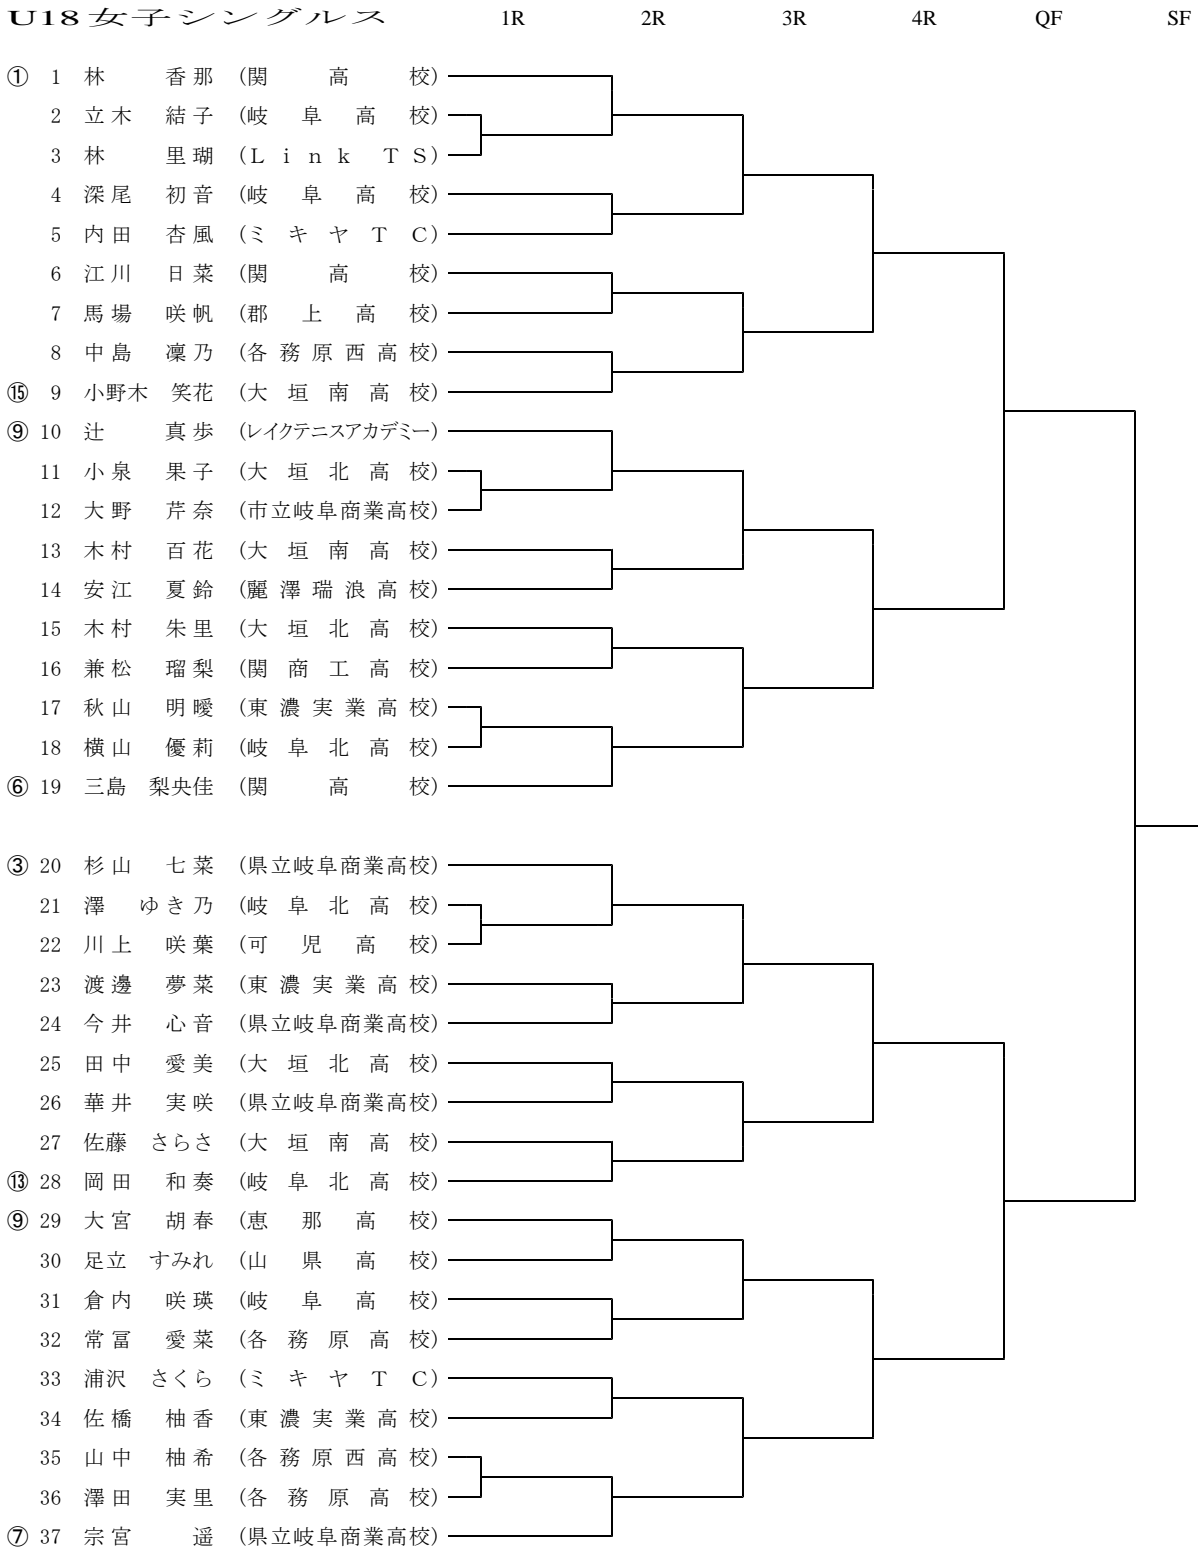 U18女子シングルス 1R 2R 3R 4R QF SF
① 1 林 香那 (関高校)
2 立木 結子 (岐阜高校)
3 林 里瑚 (Link TS)
4 深尾 初音 (岐阜高校)
5 内田 杏風 (ミキヤTC)
6 江川 日菜 (関高校)
7 馬場 咲帆 (郡上高校)
8 中島 凜乃 (各務原西高校)
⑮ 9 小野木 笑花 (大垣南高校)
⑨ 10 辻 真歩 (レイクテニスアカデミー)
11 小泉 果子 (大垣北高校)
12 大野 芹奈 (市立岐阜商業高校)
13 木村 百花 (大垣南高校)
14 安江 夏鈴 (麗澤瑞浪高校)
15 木村 朱里 (大垣北高校)
16 兼松 瑠梨 (関商工高校)
17 秋山 明曖 (東濃実業高校)
18 横山 優莉 (岐阜北高校)
⑥ 19 三島 梨央佳 (関高校)
③ 20 杉山 七菜 (県立岐阜商業高校)
21 澤 ゆき乃 (岐阜北高校)
22 川上 咲葉 (可児高校)
23 渡邊 夢菜 (東濃実業高校)
24 今井 心音 (県立岐阜商業高校)
25 田中 愛美 (大垣北高校)
26 華井 実咲 (県立岐阜商業高校)
27 佐藤 さらさ (大垣南高校)
⑬ 28 岡田 和奏 (岐阜北高校)
⑨ 29 大宮 胡春 (恵那高校)
30 足立 すみれ (山県高校)
31 倉内 咲瑛 (岐阜高校)
32 常冨 愛菜 (各務原高校)
33 浦沢 さくら (ミキヤTC)
34 佐橋 柚香 (東濃実業高校)
35 山中 柚希 (各務原西高校)
36 澤田 実里 (各務原高校)
⑦ 37 宗宮 遥 (県立岐阜商業高校)